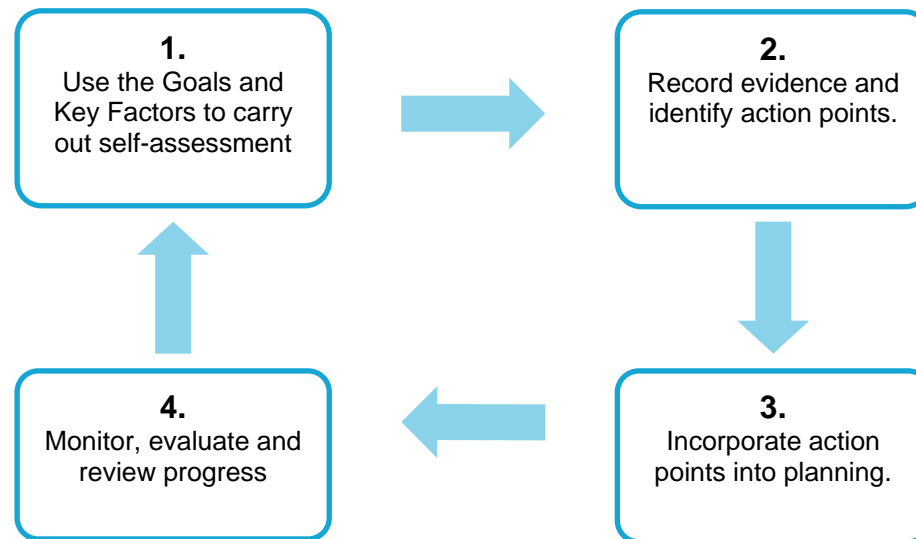 1.
Use the Goals and
Key Factors to carry
out self-assessment
2.
Record evidence and
identify action points.
3.
Incorporate action
points into planning.
4.
Monitor, evaluate and
review progress